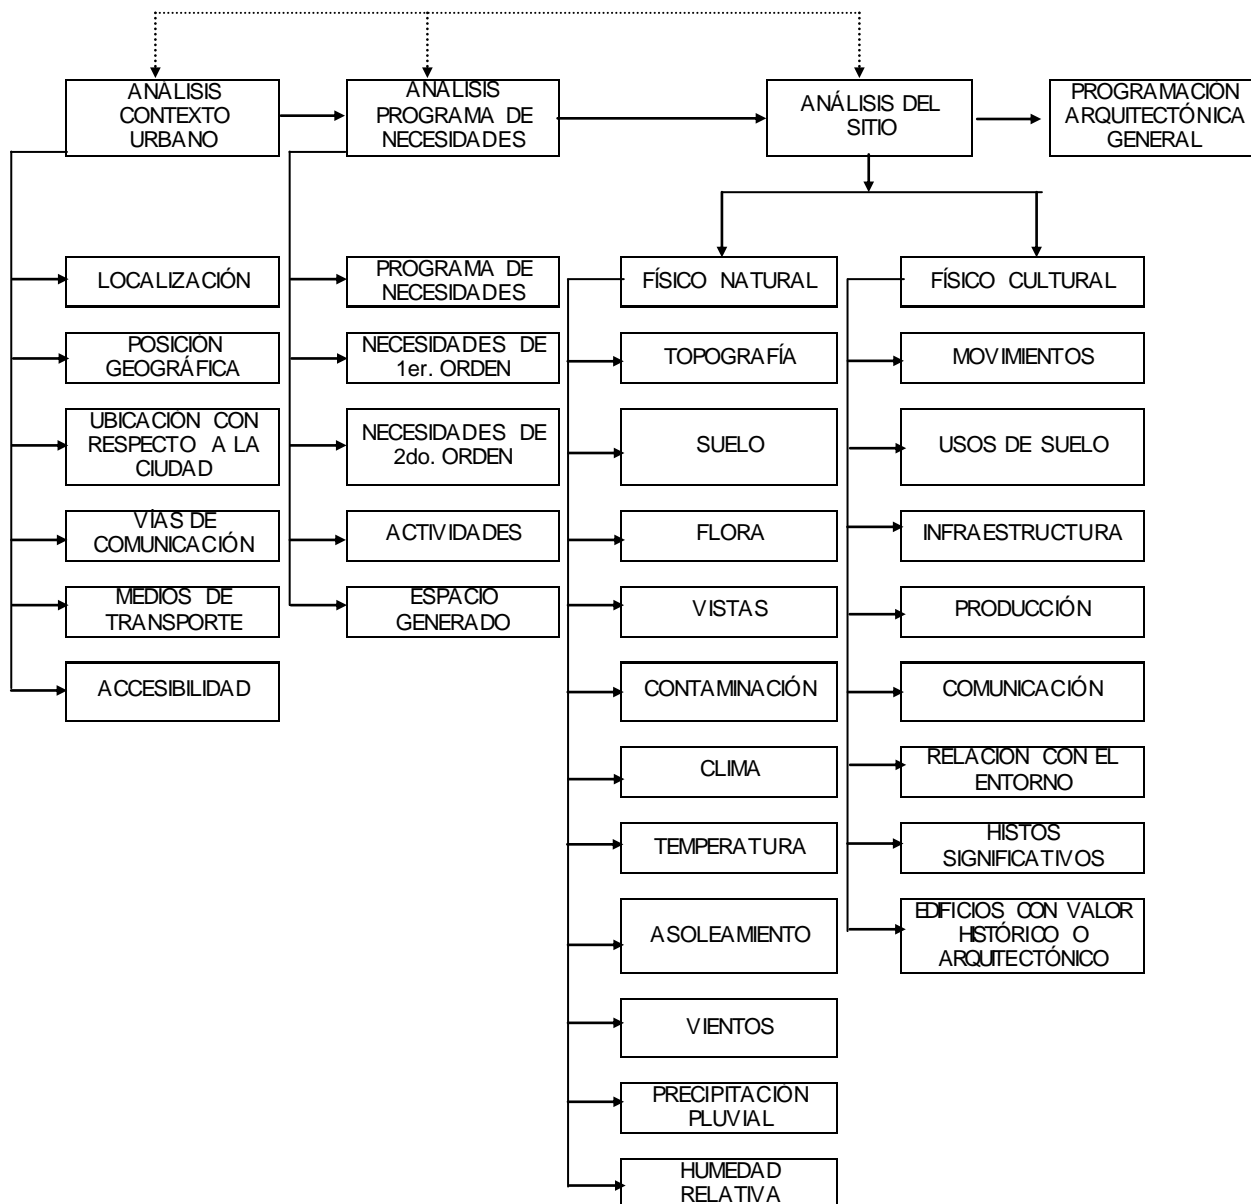 ANÁLISIS
CONTEXTO
URBANO
ANÁLISIS
PROGRAMA DE
NECESIDADES
ANÁLISIS DEL
SITIO
PROGRAMACIÓN
ARQUITECTÓNICA
GENERAL
LOCALIZACIÓN
POSICIÓN
GEOGRÁFICA
UBICACIÓN CON
RESPECTO A LA
CIUDAD
VÍAS DE
COMUNICACIÓN
MEDIOS DE
TRANSPORTE
ACCESIBILIDAD
PROGRAMA DE
NECESIDADES
NECESIDADES DE
1er. ORDEN
NECESIDADES DE
2do. ORDEN
ACTIVIDADES
ESPACIO
GENERADO
FÍSICO NATURAL
TOPOGRAFÍA
SUELO
FLORA
VISTAS
CONTAMINACIÓN
CLIMA
TEMPERATURA
ASOLEAMIENTO
VIENTOS
PRECIPITACIÓN
PLUVIAL
HUMEDAD
RELATIVA
FÍSICO CULTURAL
MOVIMIENTOS
USOS DE SUELO
INFRAESTRUCTURA
PRODUCCIÓN
COMUNICACIÓN
RELACIÓN CON EL
ENTORNO
HISTOS
SIGNIFICATIVOS
EDIFICIOS CON VALOR
HISTÓRICO O
ARQUITECTÓNICO